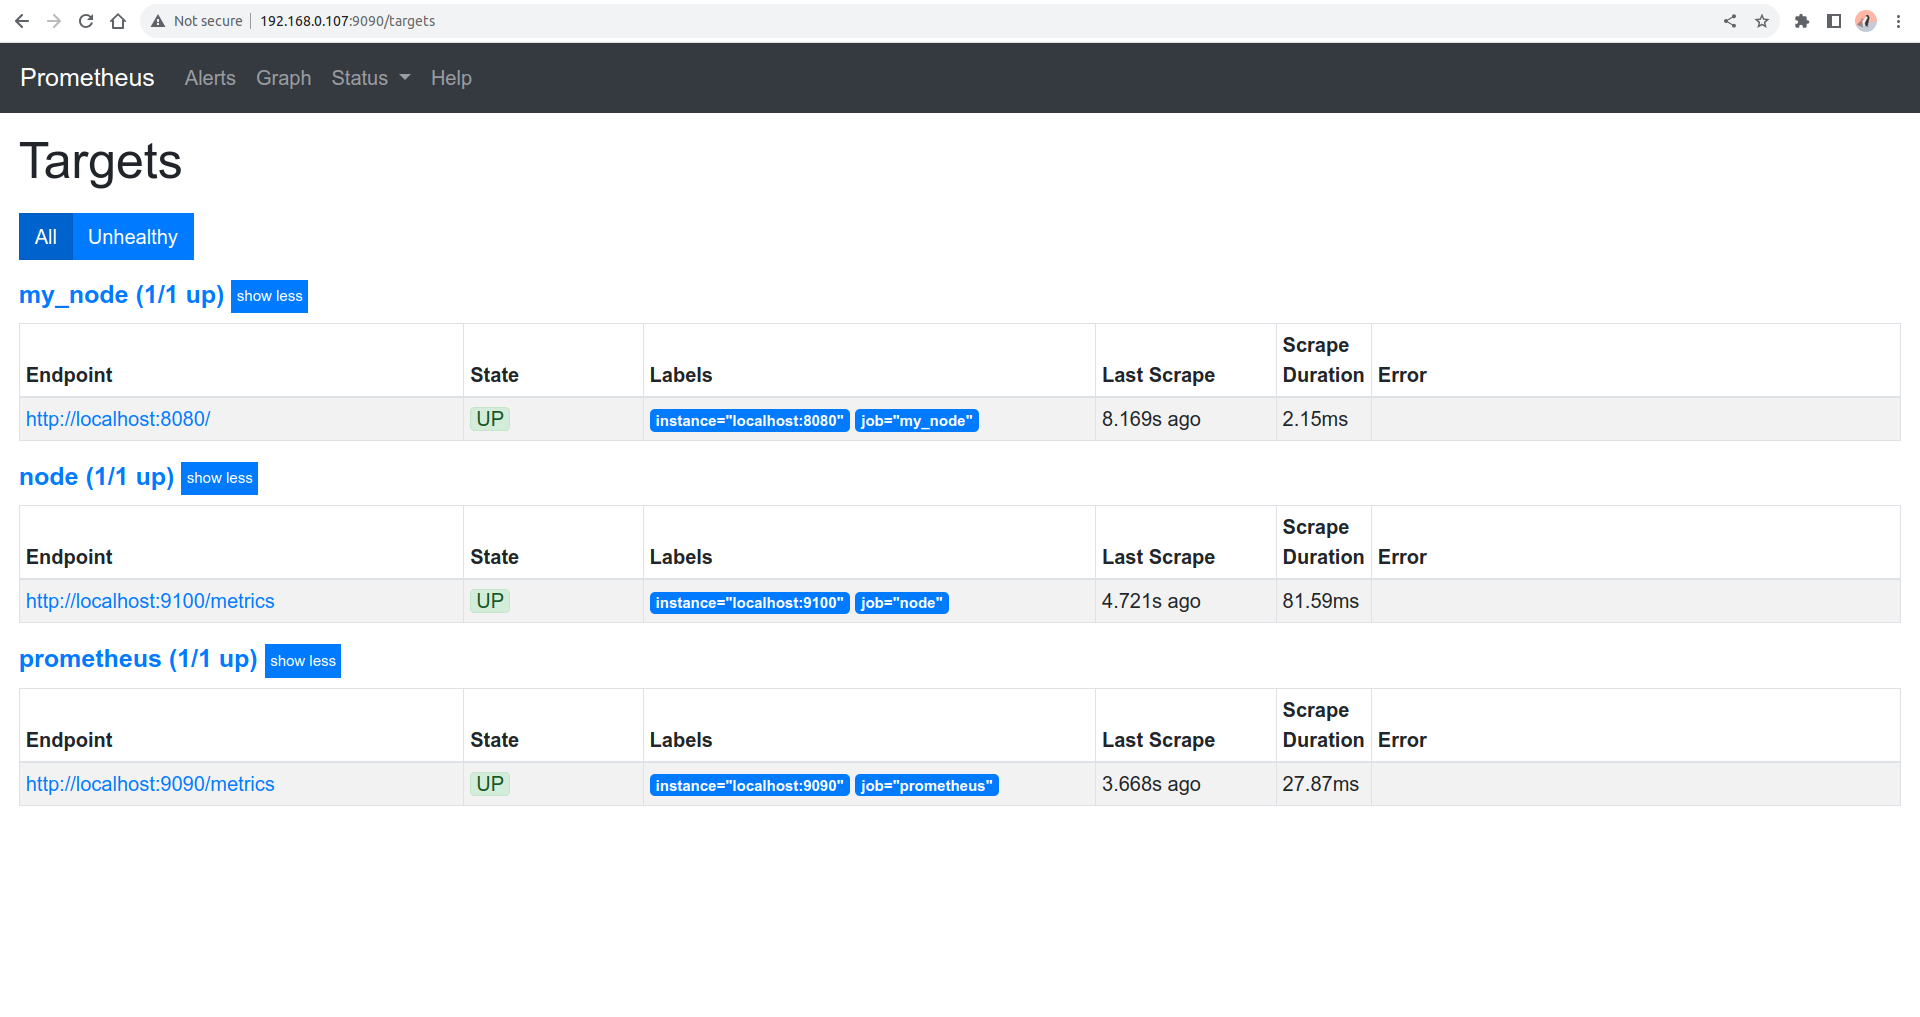 Not secure 192.168.0.107:9090/targets
Prometheus Alerts Graph Status Help
Targets
All Unhealthy
my_node (1/1 up) show less
Endpoint State Labels Last Scrape Scrape Duration Error
http://localhost:8080/ UP instance="localhost:8080" job="my_node" 8.169s ago 2.15ms
node (1/1 up) show less
Endpoint State Labels Last Scrape Scrape Duration Error
http://localhost:9100/metrics UP instance="localhost:9100" job="node" 4.721s ago 81.59ms
prometheus (1/1 up) show less
Endpoint State Labels Last Scrape Scrape Duration Error
http://localhost:9090/metrics UP instance="localhost:9090" job="prometheus" 3.668s ago 27.87ms